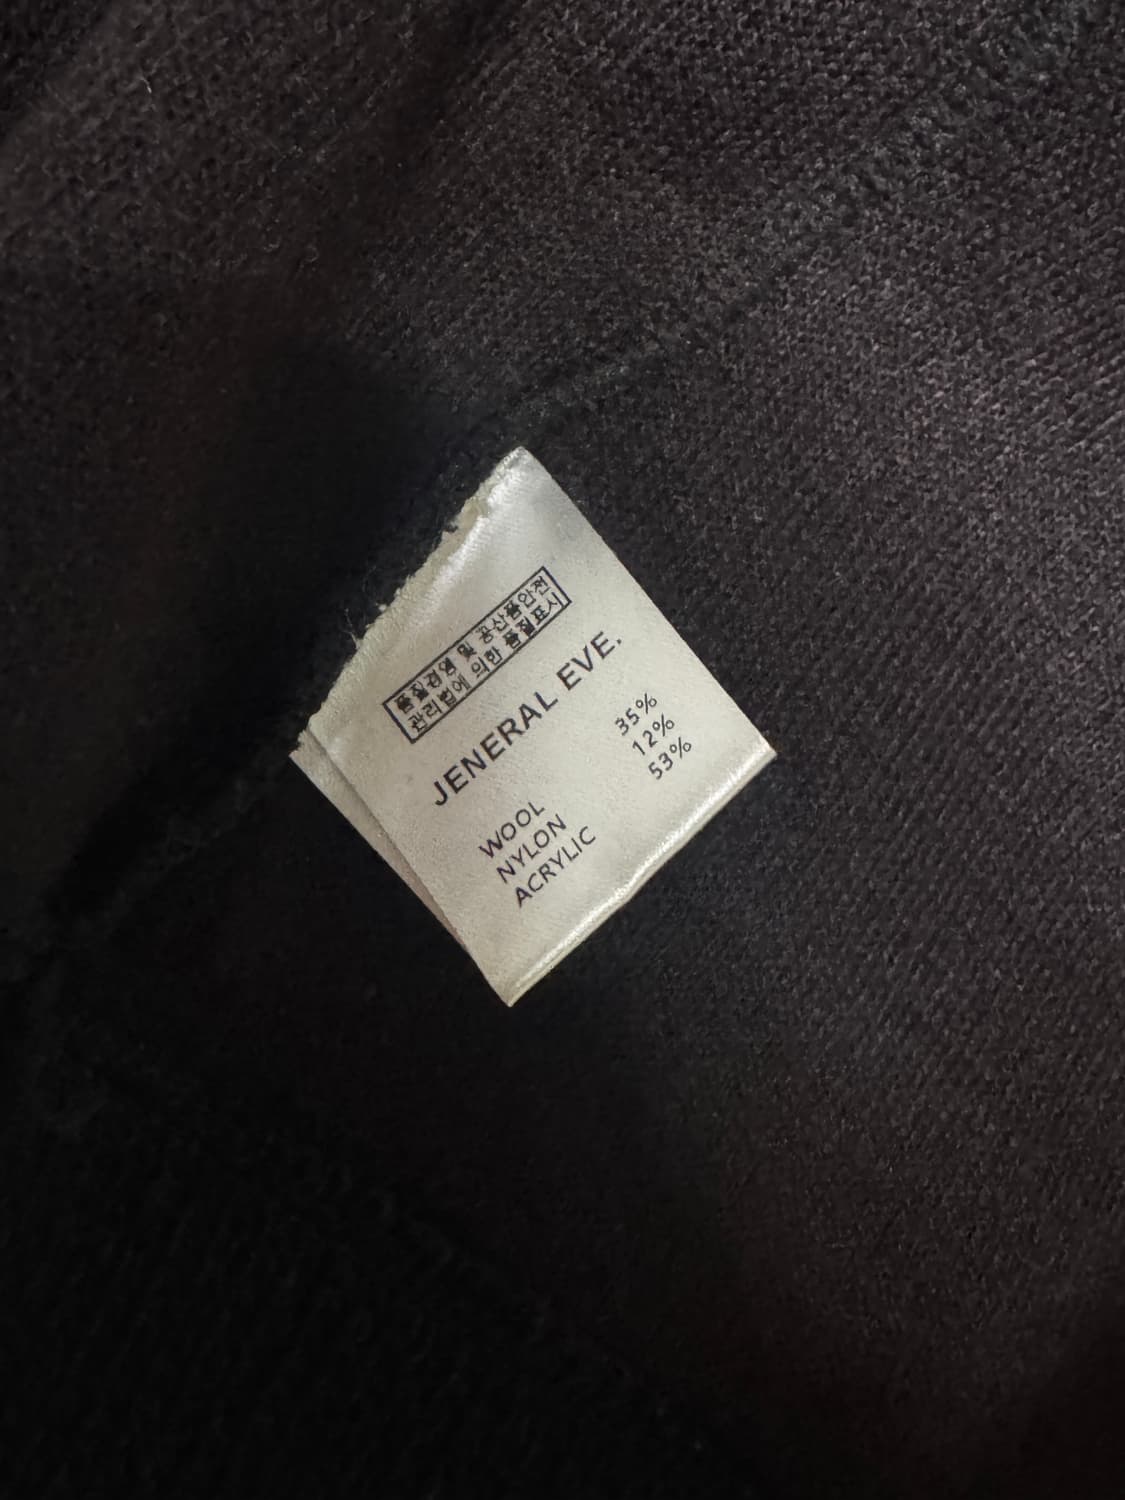 품질경영 및 공산품안전
관리법에 의한 품질표시
JENERAL EVE.
WOOL 35%
NYLON 12%
ACRYLIC 53%